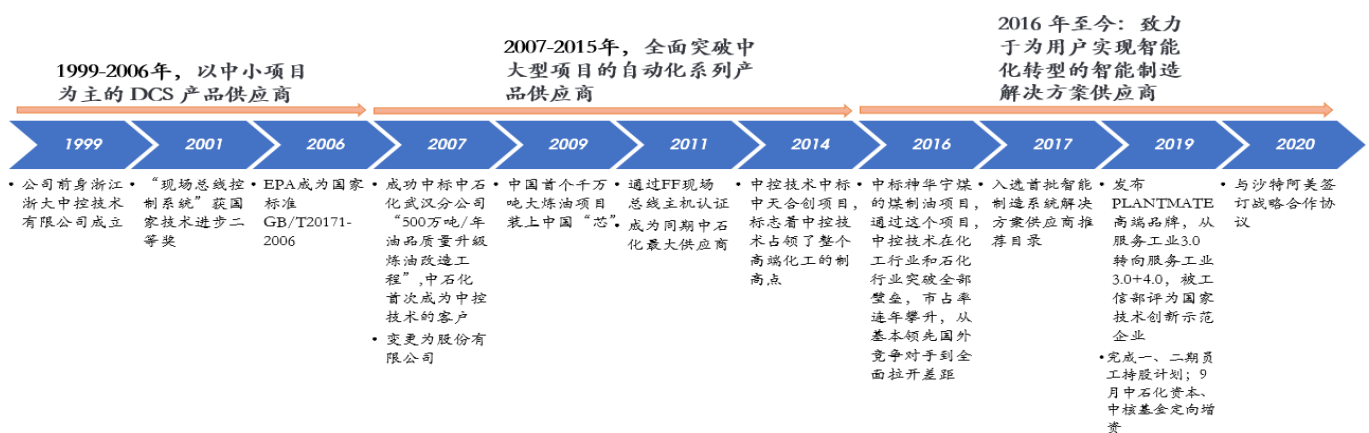 1999-2006年，以中小项目
为主的 DCS 产品供应商
2007-2015年，全面突破中
大型项目的自动化系列产
品供应商
2016 年至今：致力
于为用户实现智能
化转型的智能制造
解决方案供应商
1999
2001
2006
2007
2009
2011
2014
2016
2017
2019
2020
• 公司前身浙江
浙大中控技术
有限公司成立
• “现场总线控
制系统”获国
家技术进步二
等奖
• EPA成为国家
标准
GB/T20171-
2006
• 成功中标中石
化武汉分公司
“500万吨/年
油品质量升级
炼油改造工
程”,中石化
首次成为中控
技术的客户
• 变更为股份有
限公司
• 中国首个千万
吨大炼油项目
装上中国“芯”
• 通过FF现场
总线主机认证
• 成为同期中石
化最大供应商
• 中控技术中标
中天合创项目，
标志着中控技
术占领了整个
高端化工的制
高点
• 中标神华宁煤
的煤制油项目，
通过这个项目，
中控技术在化
工行业和石化
行业突破全部
壁垒，市占率
连年攀升，从
基本领先国外
竞争对手到全
面拉开差距
• 入选首批智能
制造系统解决
方案供应商推
荐目录
• 发布
PLANTMATE
高端品牌，从
服务工业3.0
转向服务工业
3.0+4.0，被工
信部评为国家
技术创新示范
企业
•完成一、二期员
工持股计划；9
月中石化资本、
中核基金定向增
资
• 与沙特阿美签
订战略合作协
议